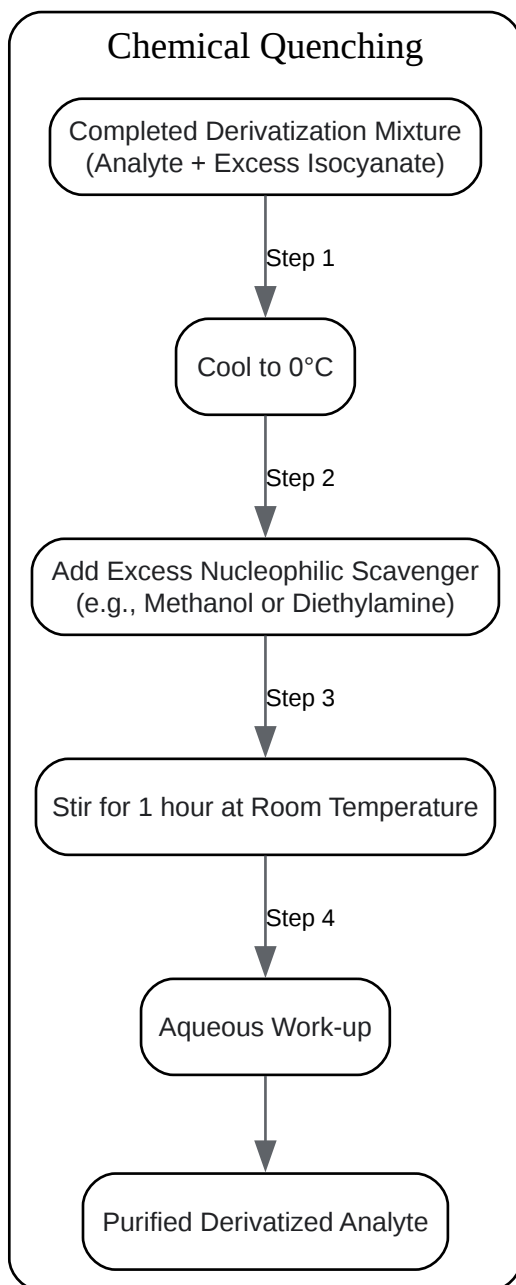 Chemical Quenching
Completed Derivatization Mixture
(Analyte + Excess Isocyanate)
Step 1
Cool to 0°C
Step 2
Add Excess Nucleophilic Scavenger
(e.g., Methanol or Diethylamine)
Step 3
Stir for 1 hour at Room Temperature
Step 4
Aqueous Work-up
Purified Derivatized Analyte